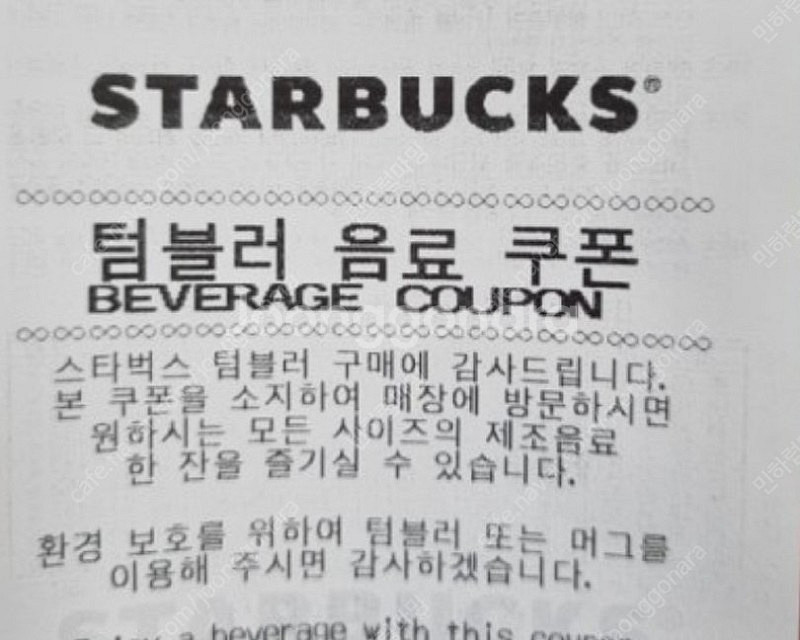 STARBUCKS®
텀블러 음료 쿠폰
BEVERAGE COUPON
스타벅스 텀블러 구매에 감사드립니다.
본 쿠폰을 소지하여 매장에 방문하시면
원하시는 모든 사이즈의 제조음료
한 잔을 즐기실 수 있습니다.
환경 보호를 위하여 텀블러 또는 머그를
이용해 주시면 감사하겠습니다.
Enjoy a beverage with this coupon